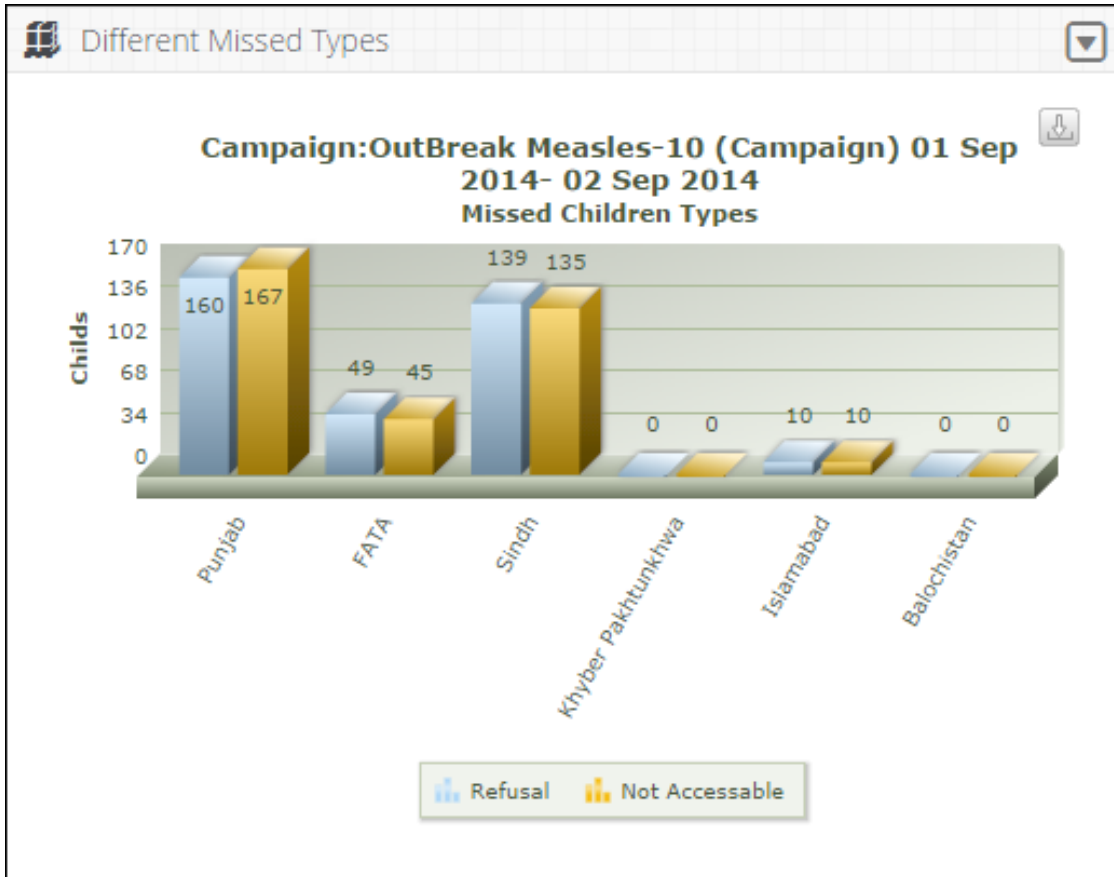 Different Missed Types
Campaign:OutBreak Measles-10 (Campaign) 01 Sep
2014- 02 Sep 2014
Missed Children Types
Childs
170
136
102
68
34
0
160
167
49
45
139
135
0
0
10
10
0
0
Punjab
FATA
Sindh
Khyber Pakhtunkhwa
Islamabad
Balochistan
Refusal
Not Accessable